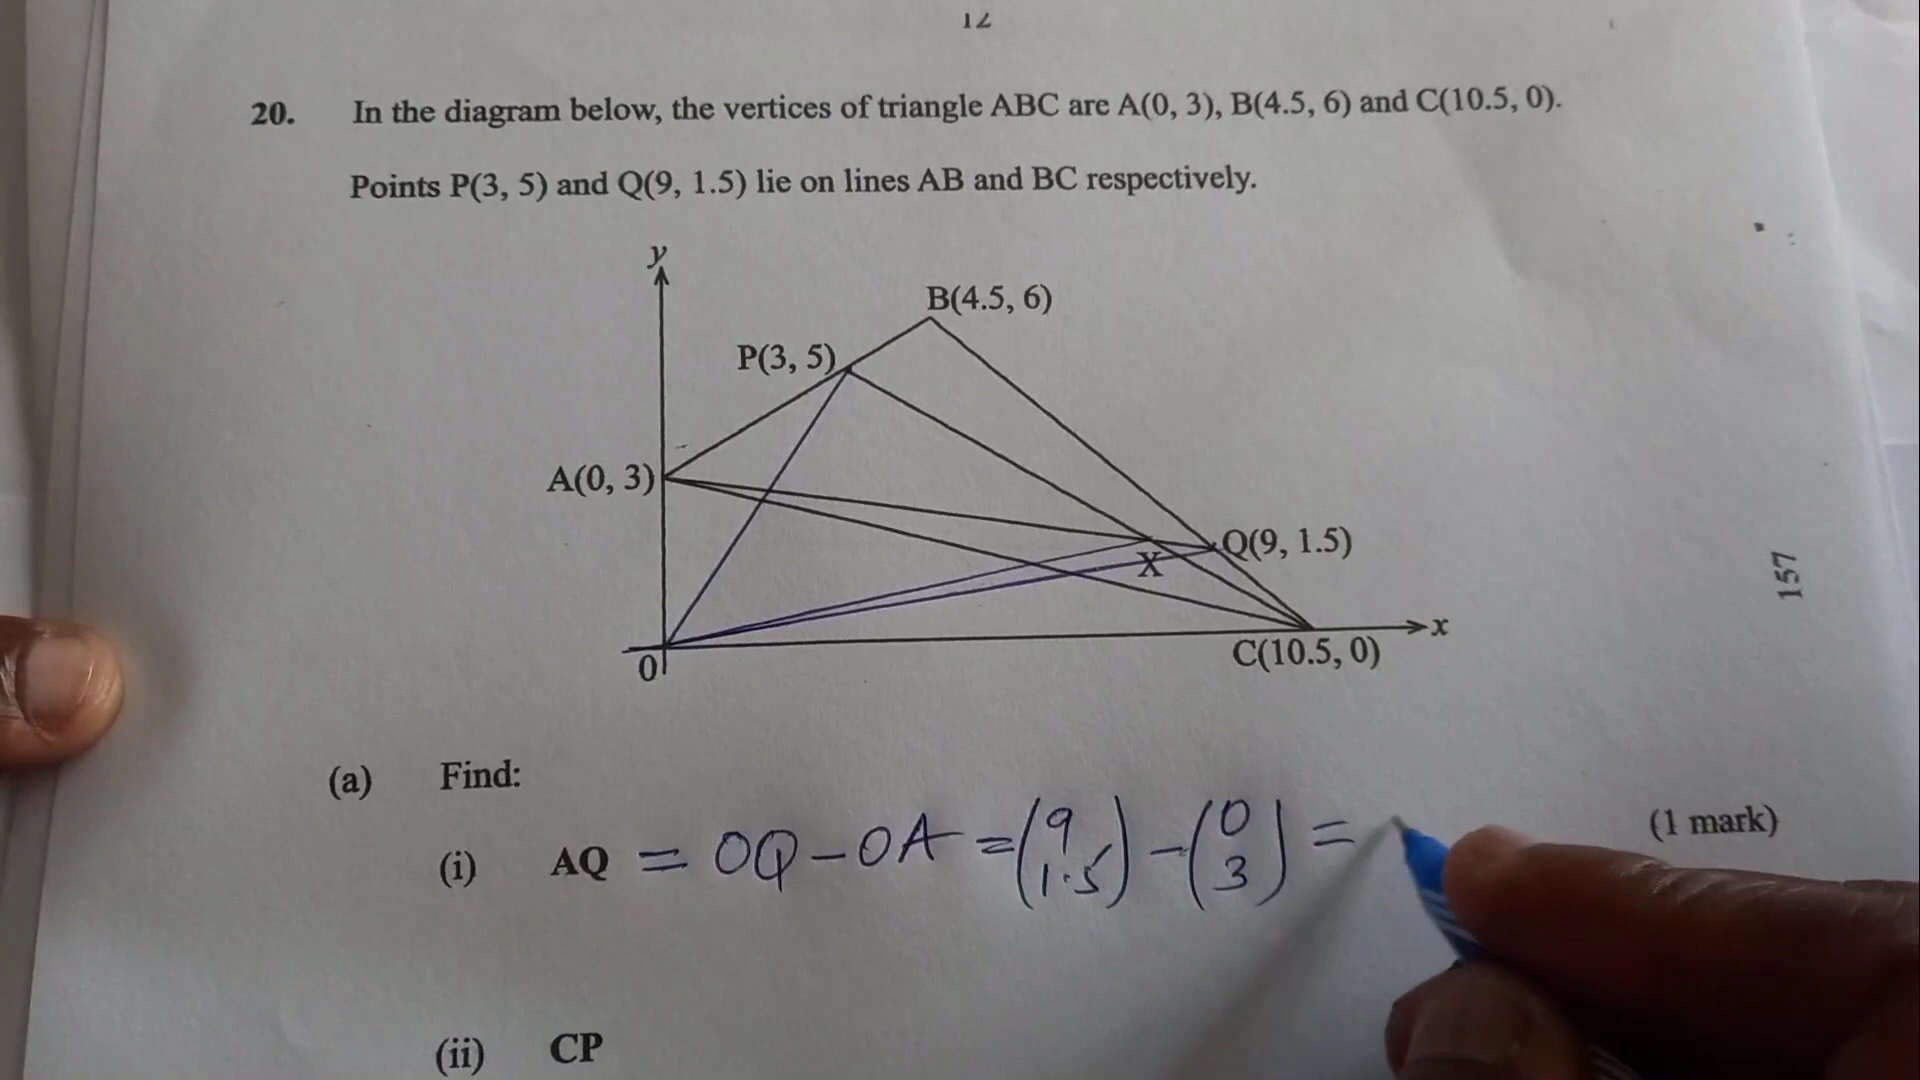 12
20. In the diagram below, the vertices of triangle ABC are A(0, 3), B(4.5, 6) and C(10.5, 0).
Points P(3, 5) and Q(9, 1.5) lie on lines AB and BC respectively.
y
B(4.5, 6)
P(3, 5)
A(0, 3)
Q(9, 1.5)
X
157
x
0
C(10.5, 0)
(a) Find:
(i) AQ = OQ - OA = (9 1.5) - (0 3) = (1 mark)
(ii) CP